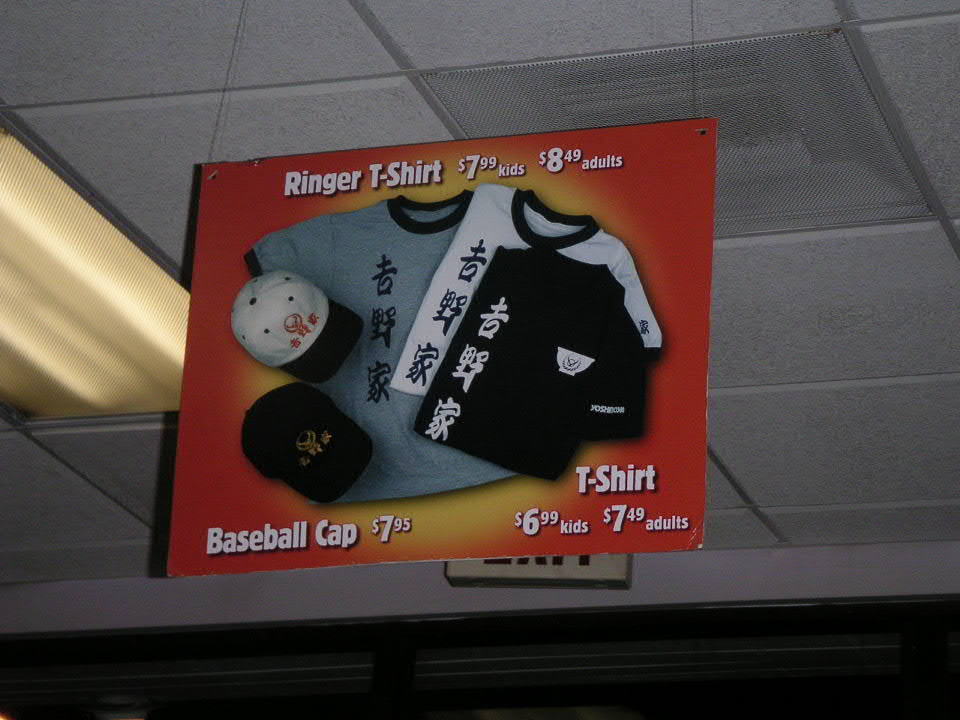 Ringer T-Shirt $7.99 kids $8.49 adults
吉野家
吉野家
吉野家
YOSHINOYA
T-Shirt
$6.99 kids $7.49 adults
Baseball Cap $7.95
EXIT